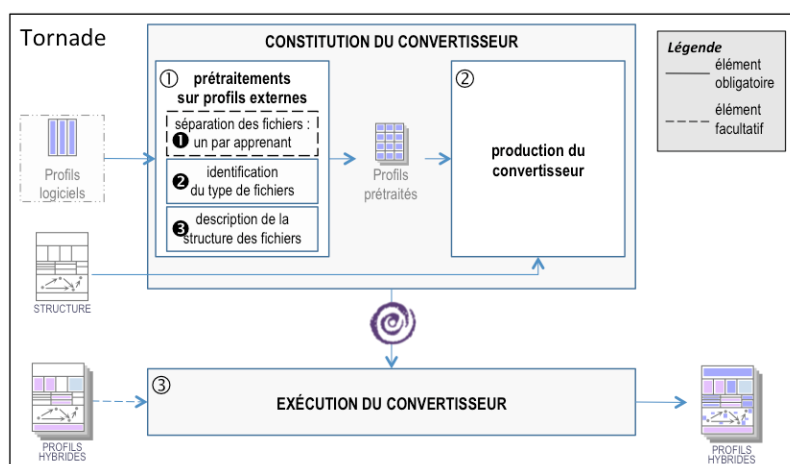 Tornade
CONSTITUTION DU CONVERTISSEUR
Légende
élément
obligatoire
élément
facultatif
①
prétraitements
sur profils externes
séparation des fichiers :
❶ un par apprenant
❷ identification
du type de fichiers
❸ description de la
structure des fichiers
Profils
logiciels
Profils
prétraités
②
production du
convertisseur
STRUCTURE
③
EXÉCUTION DU CONVERTISSEUR
PROFILS
HYBRIDES
PROFILS
HYBRIDES